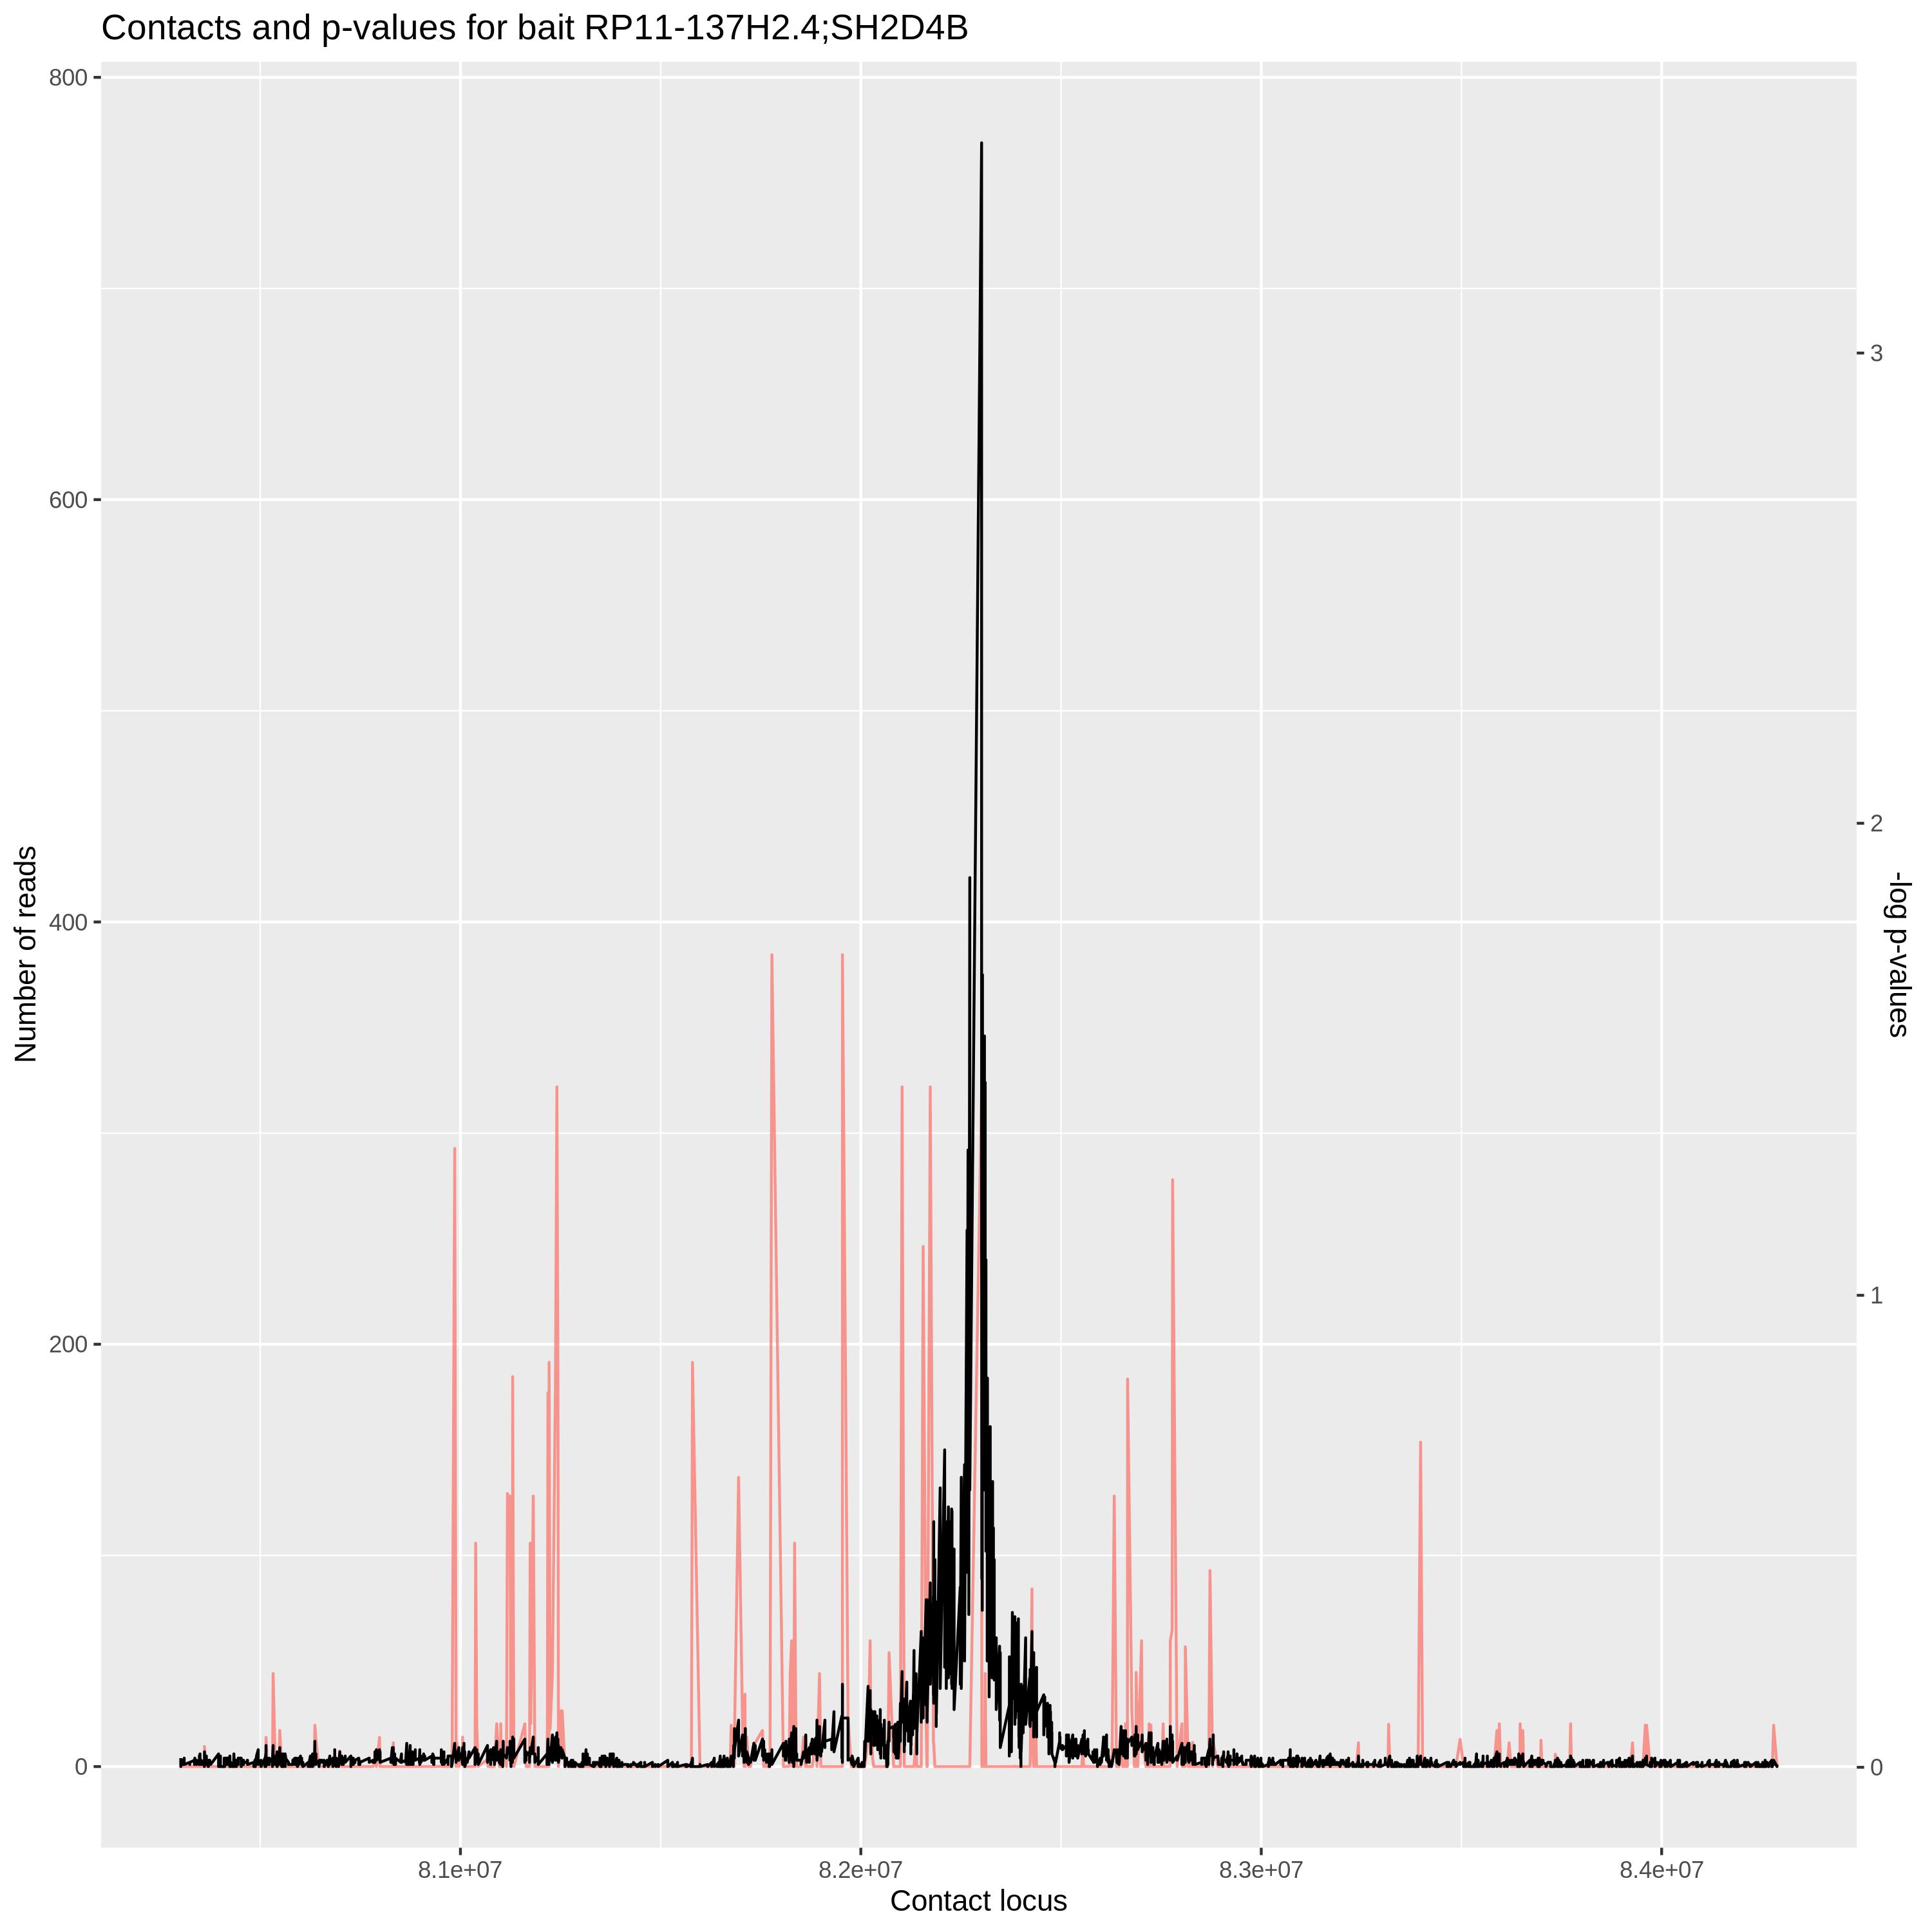 Contacts and p-values for bait RP11-137H2.4;SH2D4B
800
600
400
200
0
Number of reads
3
2
1
0
-log p-values
8.1e+07
8.2e+07
8.3e+07
8.4e+07
Contact locus